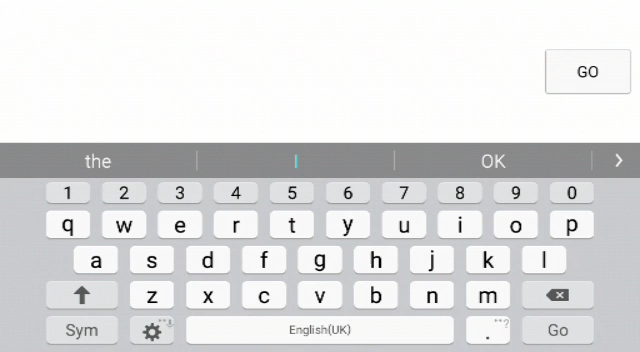 GO
the I OK
1 2 3 4 5 6 7 8 9 0
q w e r t y u i o p
a s d f g h j k l
z x c v b n m
Sym English(UK) . ? Go